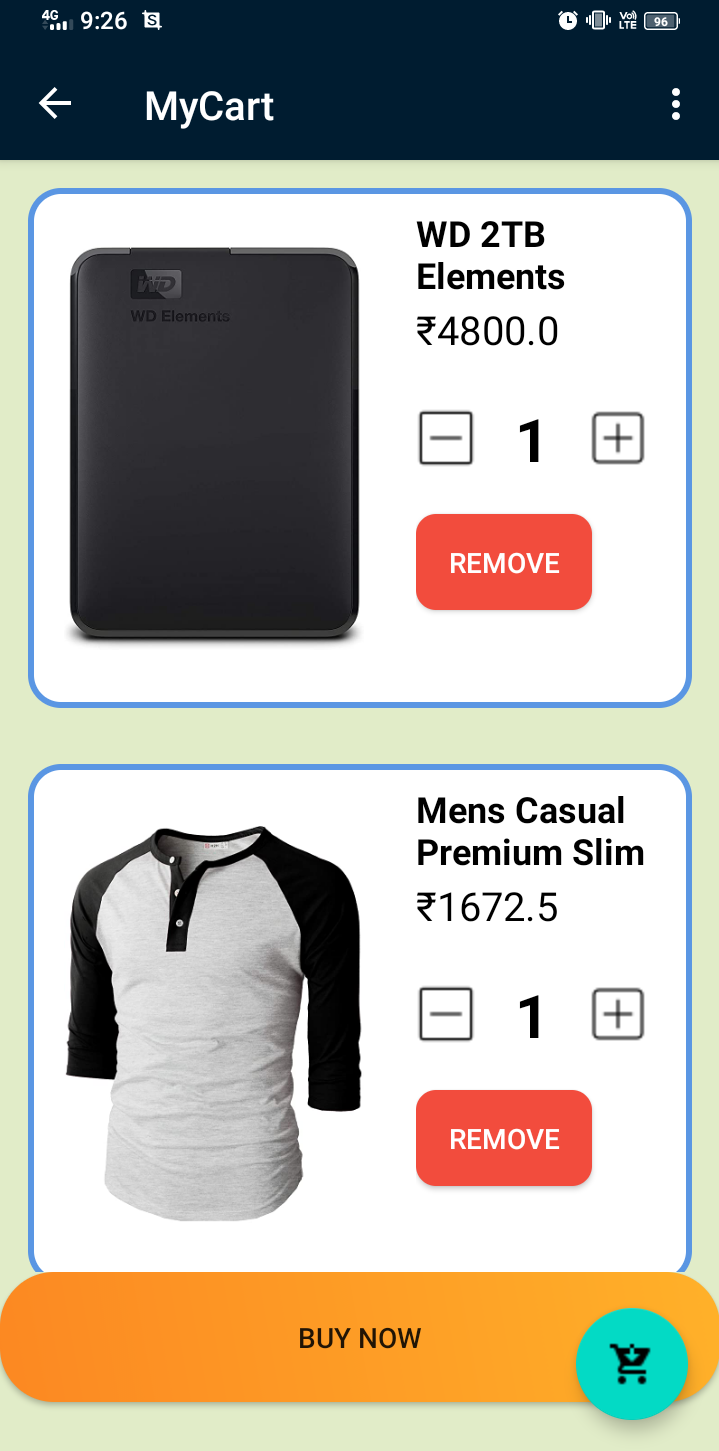 4G 9:26 Vo) LTE 96
MyCart
WD 2TB
Elements
₹4800.0
WD
WD Elements
1
REMOVE
Mens Casual
Premium Slim
₹1672.5
1
REMOVE
BUY NOW